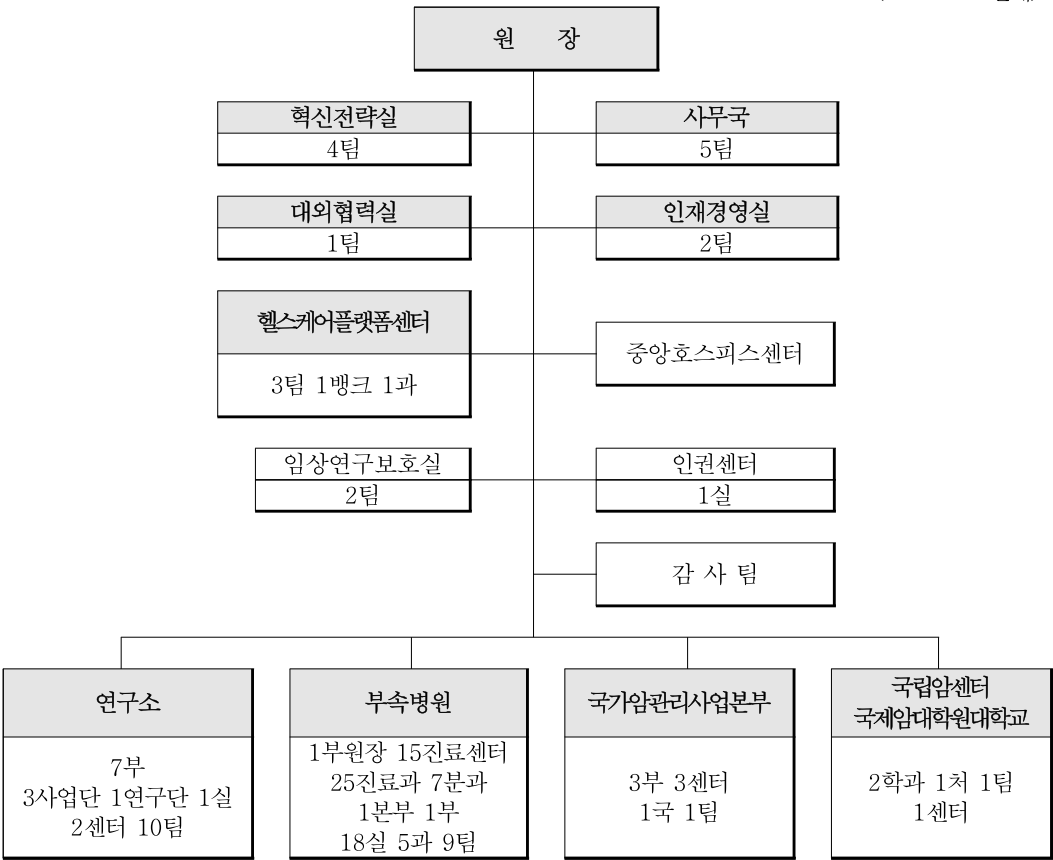 원 장
혁신전략실
4팀
사무국
5팀
대외협력실
1팀
인재경영실
2팀
헬스케어플랫폼센터
3팀 1뱅크 1과
중앙호스피스센터
임상연구보호실
2팀
인권센터
1실
감 사 팀
연구소
7부
3사업단 1연구단 1실
2센터 10팀
부속병원
1부원장 15진료센터
25진료과 7분과
1본부 1부
18실 5과 9팀
국가암관리사업본부
3부 3센터
1국 1팀
국립암센터
국제암대학원대학교
2학과 1처 1팀
1센터